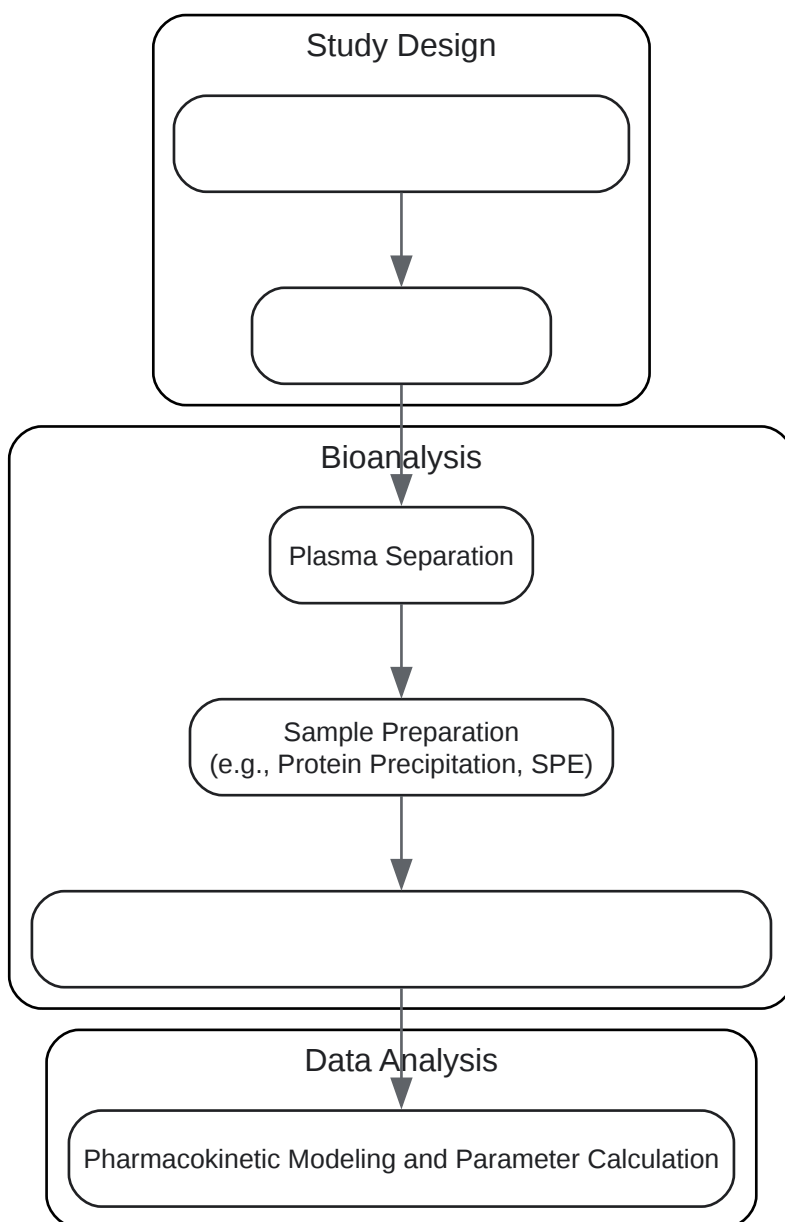 Study Design
Bioanalysis
Plasma Separation
Sample Preparation
(e.g., Protein Precipitation, SPE)
Data Analysis
Pharmacokinetic Modeling and Parameter Calculation